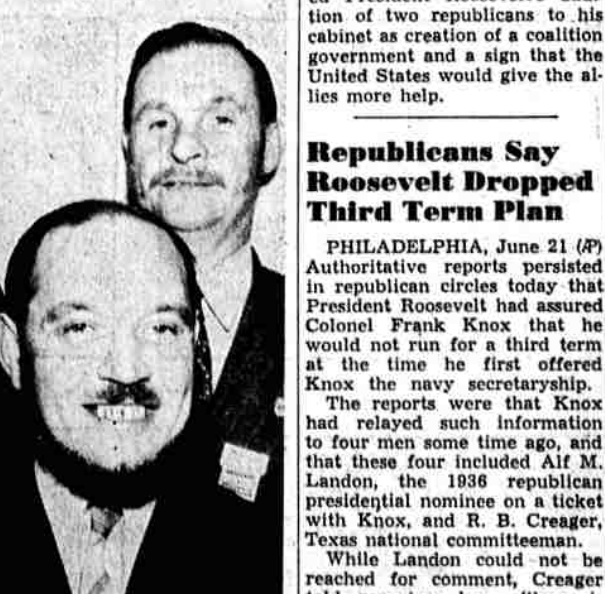 tion of two republicans to his
cabinet as creation of a coalition
government and a sign that the
United States would give the al-
lies more help.
Republicans Say
Roosevelt Dropped
Third Term Plan
PHILADELPHIA, June 21 (AP)
Authoritative reports persisted
in republican circles today that
President Roosevelt had assured
Colonel Frank Knox that he
would not run for a third term
at the time he first offered
Knox the navy secretaryship.
The reports were that Knox
had relayed such information
to four men some time ago, and
that these four included Alf M.
Landon, the 1936 republican
presidential nominee on a ticket
with Knox, and R. B. Creager,
Texas national committeeman.
While Landon could not be
reached for comment, Creager